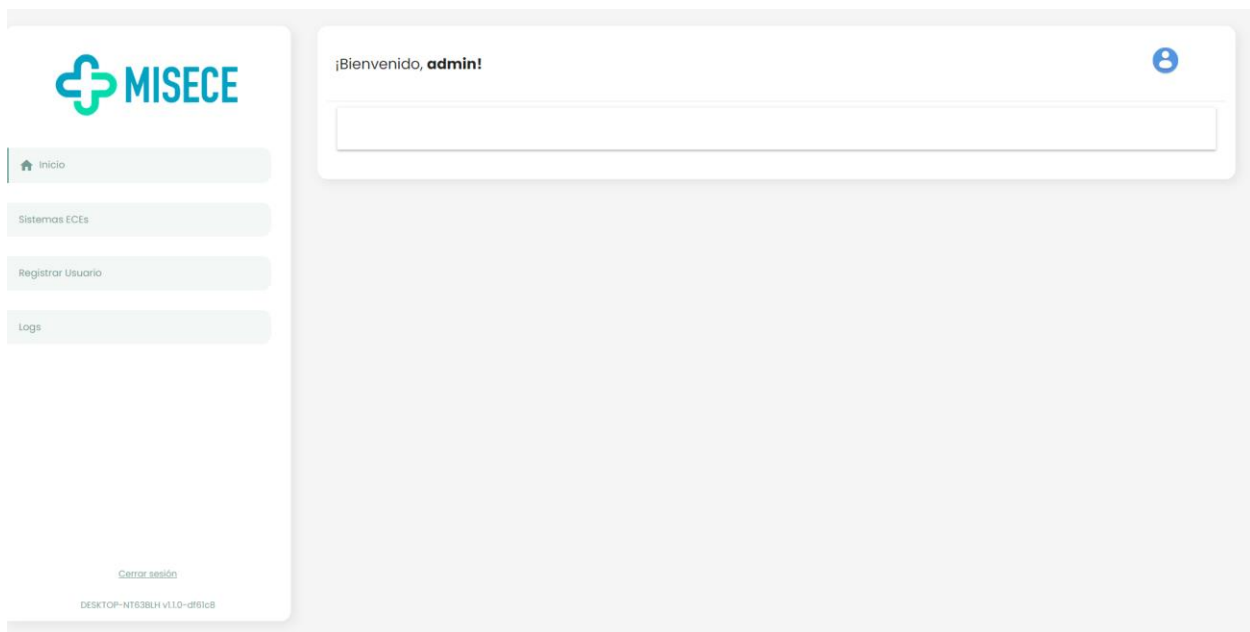 MISECE
Inicio
Sistemas ECEs
Registrar Usuario
Logs
Cerrar sesión
DESKTOP-NT63BLH v1.1.0-df61c8
¡Bienvenido, admin!